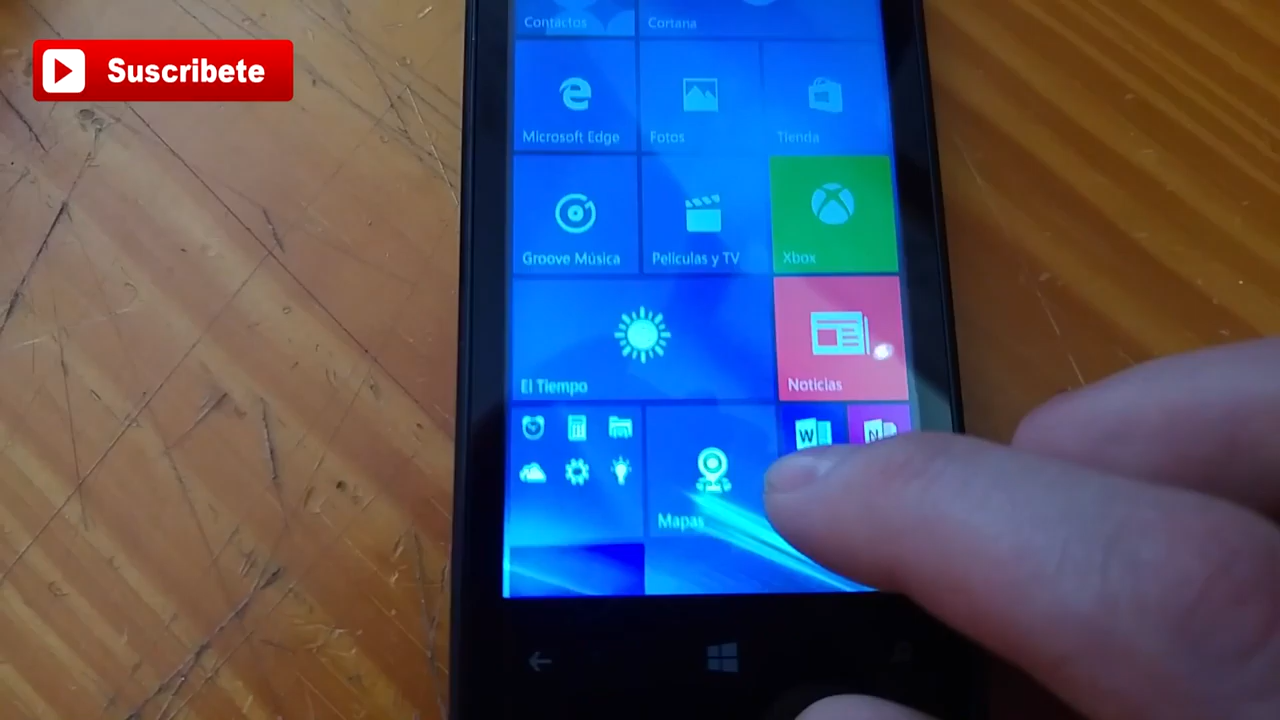 Suscribete
Contactos
Cortana
Microsoft Edge
Fotos
Tienda
Groove Música
Películas y TV
Xbox
El Tiempo
Noticias
W
N
Mapas